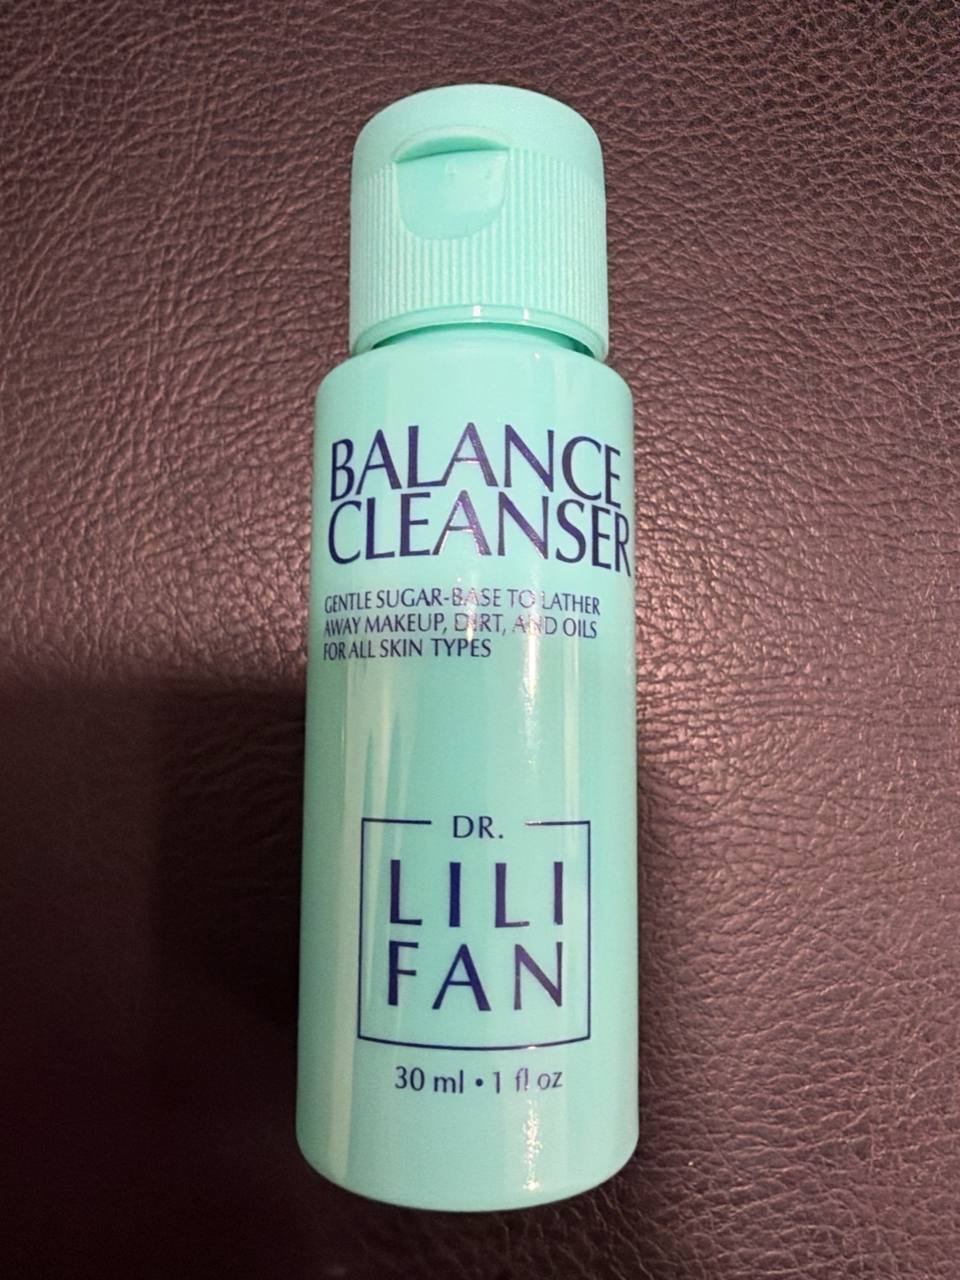 BALANCE
CLEANSER
GENTLE SUGAR-BASE TO LATHER
AWAY MAKEUP, DIRT, AND OILS
FOR ALL SKIN TYPES
DR.
LILI
FAN
30 ml • 1 fl oz